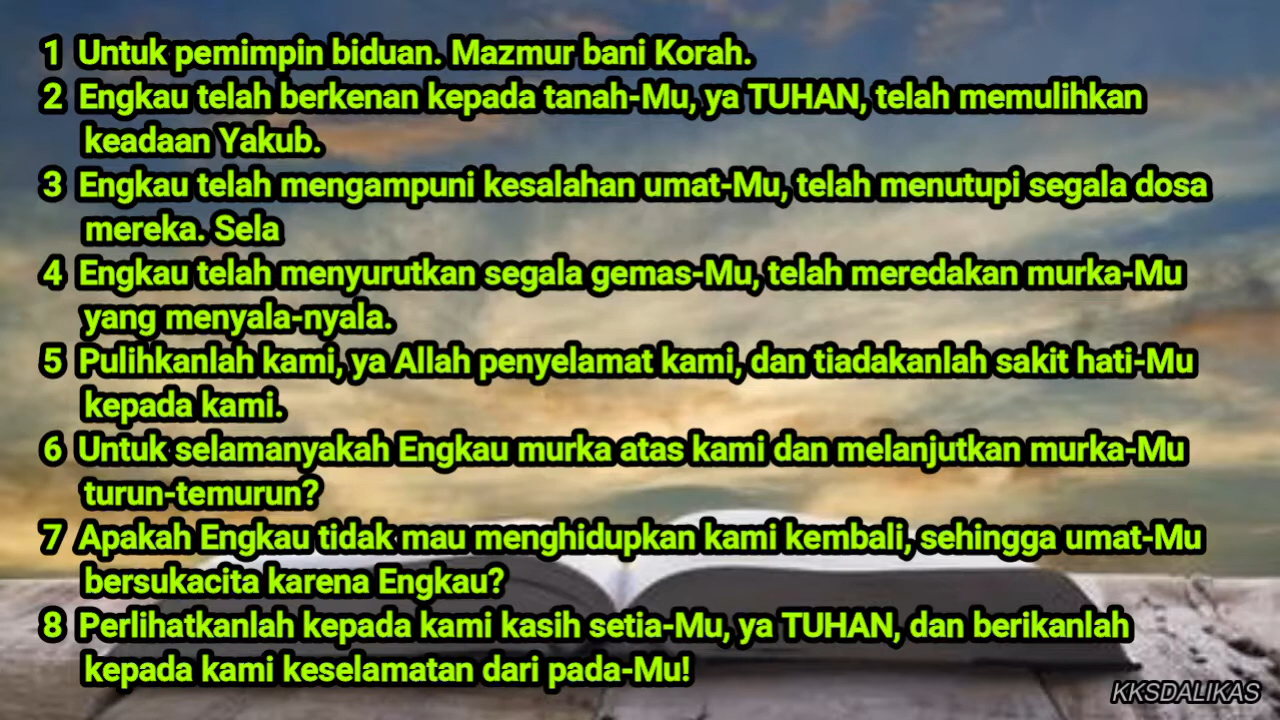 1 Untuk pemimpin biduan. Mazmur bani Korah.
2 Engkau telah berkenan kepada tanah-Mu, ya TUHAN, telah memulihkan
keadaan Yakub.
3 Engkau telah mengampuni kesalahan umat-Mu, telah menutupi segala dosa
mereka. Sela
4 Engkau telah menyurutkan segala gemas-Mu, telah meredakan murka-Mu
yang menyala-nyala.
5 Pulihkanlah kami, ya Allah penyelamat kami, dan tiadakanlah sakit hati-Mu
kepada kami.
6 Untuk selamanyakah Engkau murka atas kami dan melanjutkan murka-Mu
turun-temurun?
7 Apakah Engkau tidak mau menghidupkan kami kembali, sehingga umat-Mu
bersukacita karena Engkau?
8 Perlihatkanlah kepada kami kasih setia-Mu, ya TUHAN, dan berikanlah
kepada kami keselamatan dari pada-Mu!
KKSDALIKAS